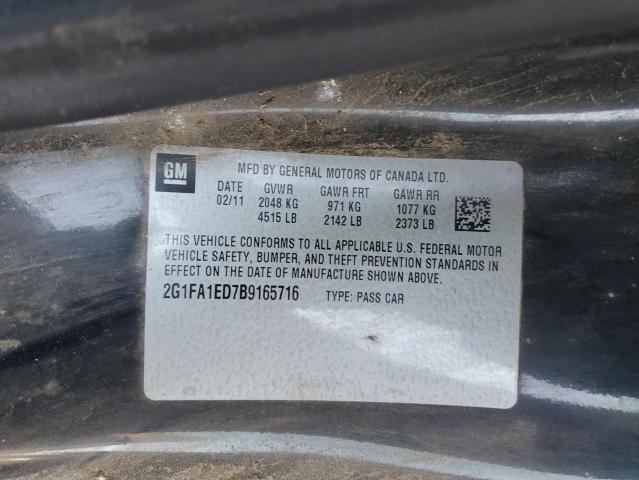 GM
MFD BY GENERAL MOTORS OF CANADA LTD.
DATE GVWR GAWR FRT GAWR RR
02/11 2048 KG 971 KG 1077 KG
4515 LB 2142 LB 2373 LB
THIS VEHICLE CONFORMS TO ALL APPLICABLE U.S. FEDERAL MOTOR
VEHICLE SAFETY, BUMPER, AND THEFT PREVENTION STANDARDS IN
EFFECT ON THE DATE OF MANUFACTURE SHOWN ABOVE.
2G1FA1ED7B9165716 TYPE: PASS CAR